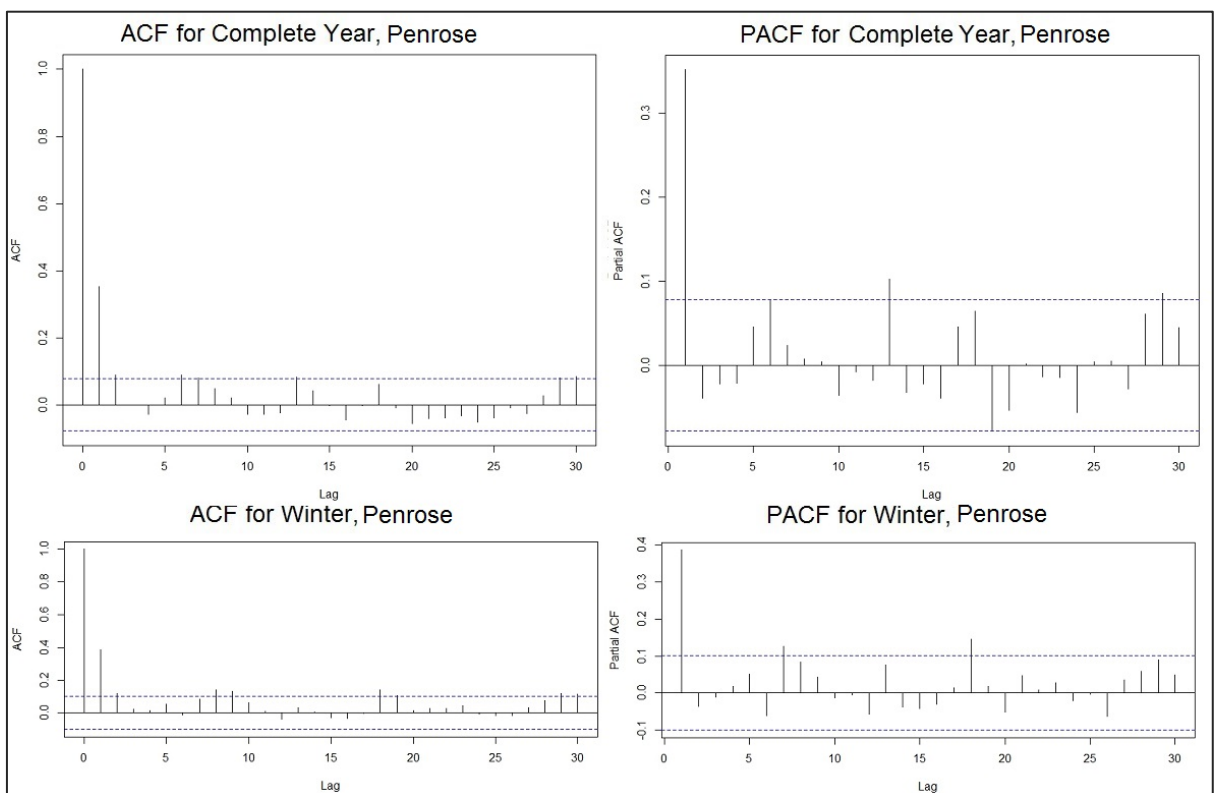 ACF for Complete Year, Penrose
1.0
0.8
0.6
0.4
0.2
0.0
ACF
0 5 10 15 20 25 30
Lag
PACF for Complete Year, Penrose
0.3
0.2
0.1
0.0
Partial ACF
0 5 10 15 20 25 30
Lag
ACF for Winter, Penrose
1.0
0.8
0.6
0.4
0.2
0.0
ACF
0 5 10 15 20 25 30
Lag
PACF for Winter, Penrose
0.4
0.3
0.2
0.1
0.0
-0.1
Partial ACF
0 5 10 15 20 25 30
Lag